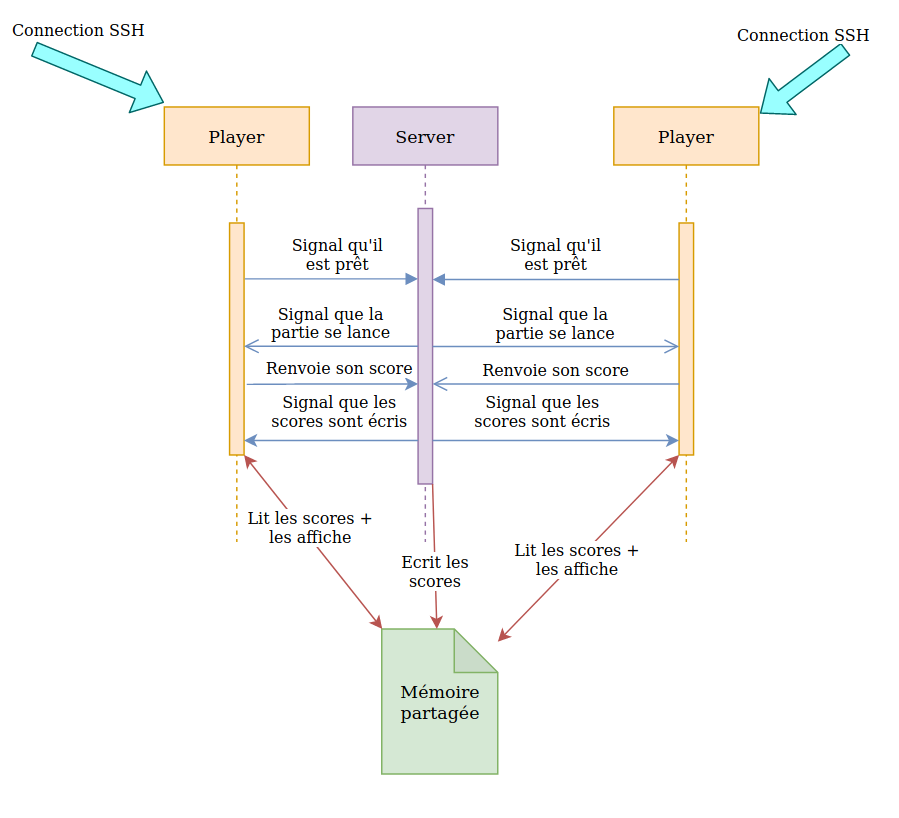 Connection SSH
Connection SSH
Player
Server
Player
Signal qu'il
est prêt
Signal qu'il
est prêt
Signal que la
partie se lance
Signal que la
partie se lance
Renvoie son score
Renvoie son score
Signal que les
scores sont écris
Signal que les
scores sont écris
Lit les scores +
les affiche
Ecrit les
scores
Lit les scores +
les affiche
Mémoire
partagée